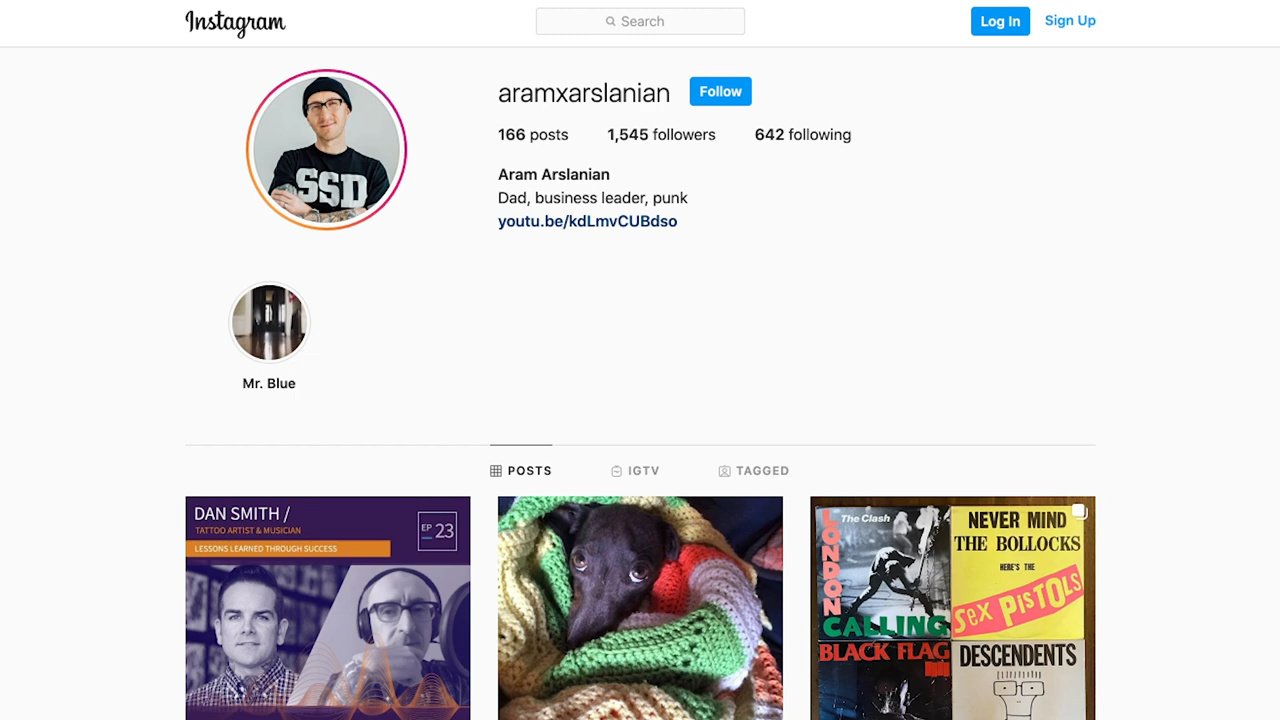 Instagram
Search
Log In
Sign Up
aramxarslanian
Follow
166 posts
1,545 followers
642 following
Aram Arslanian
Dad, business leader, punk
youtu.be/kdLmvCUBdso
SSD
Mr. Blue
POSTS
IGTV
TAGGED
DAN SMITH /
TATTOO ARTIST & MUSICIAN
EP 23
LESSONS LEARNED THROUGH SUCCESS
The Clash
LONDON
CALLING
NEVER MIND
THE BOLLOCKS
HERE'S THE
SEX PISTOLS
BLACK FLAG
DESCENDENTS